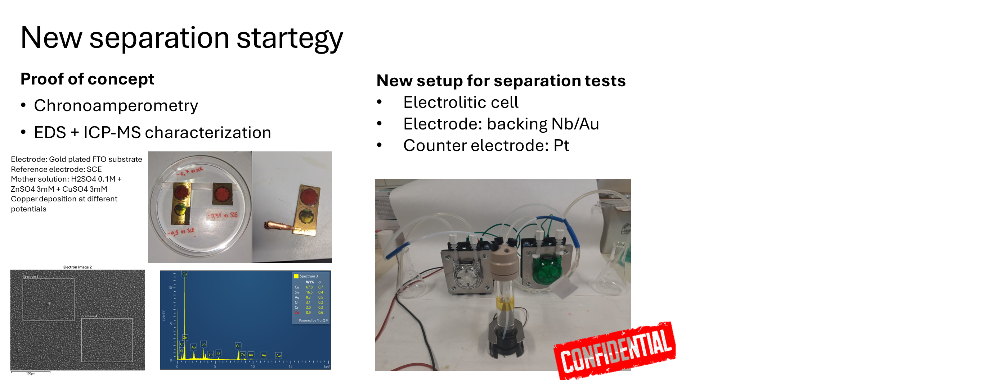 New separation startegy
Proof of concept
• Chronoamperometry
• EDS + ICP-MS characterization
Electrode: Gold plated FTO substrate
Reference electrode: SCE
Mother solution: H2SO4 0.1M +
ZnSO4 3mM + CuSO4 3mM
Copper deposition at different
potentials
-0,7 vs SCE
-0,9V vs SCE
-0,5 vs SCE
Electron Image 2
Spectrum 3
Spectrum 4
100µm
Spectrum 3
Wt% σ
Cu 67.8 0.7
Sn 16.5 0.4
Au 9.7 0.5
O 3.1 0.2
Cr 2.0 0.2
Zn 0.9 0.6
Powered by Tru-Q®
cps/eV
10
5
0
Cu
Zn
Cr
Au
Sn
Sn
Cr
Cu
Zn
Au
Au
Au
0 5 10 15 keV
New setup for separation tests
• Electrolitic cell
• Electrode: backing Nb/Au
• Counter electrode: Pt
CONFIDENTIAL